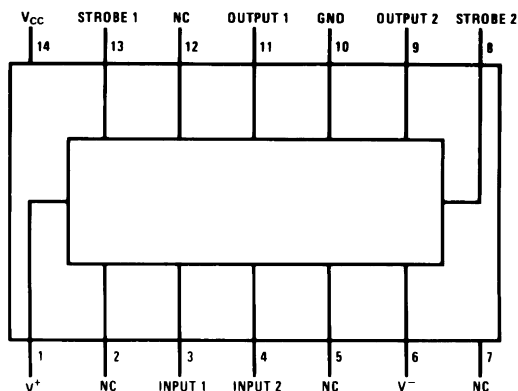 VCC STROBE 1 NC OUTPUT 1 GND OUTPUT 2 STROBE 2
14 13 12 11 10 9 8
1 2 3 4 5 6 7
V+ NC INPUT 1 INPUT 2 NC V− NC